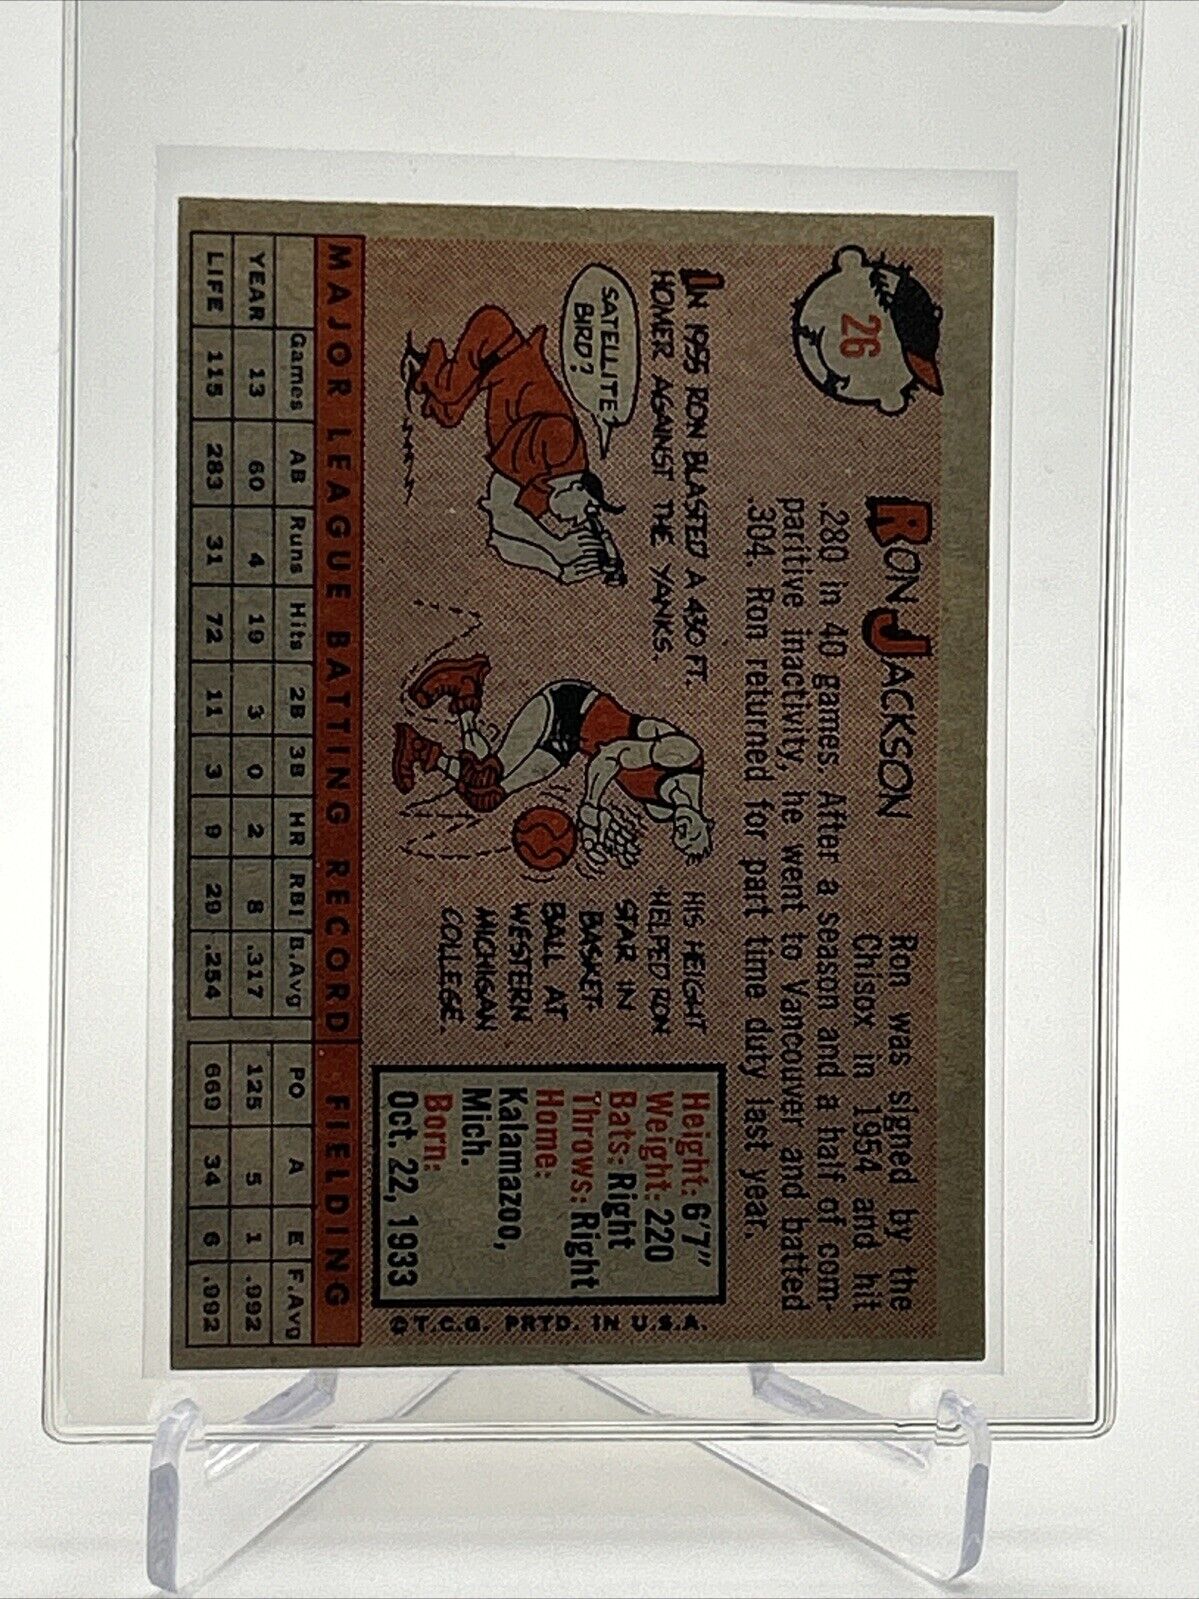 26
RON JACKSON
Ron was signed by the
Chisox in 1954 and hit
.280 in 40 games. After a season and a half of com-
paritive inactivity, he went to Vancouver and batted
.304. Ron returned for part time duty last year.
IN 1955 RON BLASTED A 430 FT.
HOMER AGAINST THE YANKS.
SATELLITE?
BIRD?
HIS HEIGHT
HELPED RON
STAR IN
BASKET-
BALL AT
WESTERN
MICHIGAN
COLLEGE.
Height: 6'7"
Weight: 220
Bats: Right
Throws: Right
Home:
Kalamazoo,
Mich.
Born:
Oct. 22, 1933
© T.C.G. PRTD. IN U.S.A.
MAJOR LEAGUE BATTING RECORD FIELDING
Games AB Runs Hits 2B 3B HR RBI B.Avg PO A E F.Avg
YEAR 13 60 4 19 3 0 2 8 .317 125 5 1 .992
LIFE 115 283 31 72 11 3 9 29 .254 669 34 6 .992